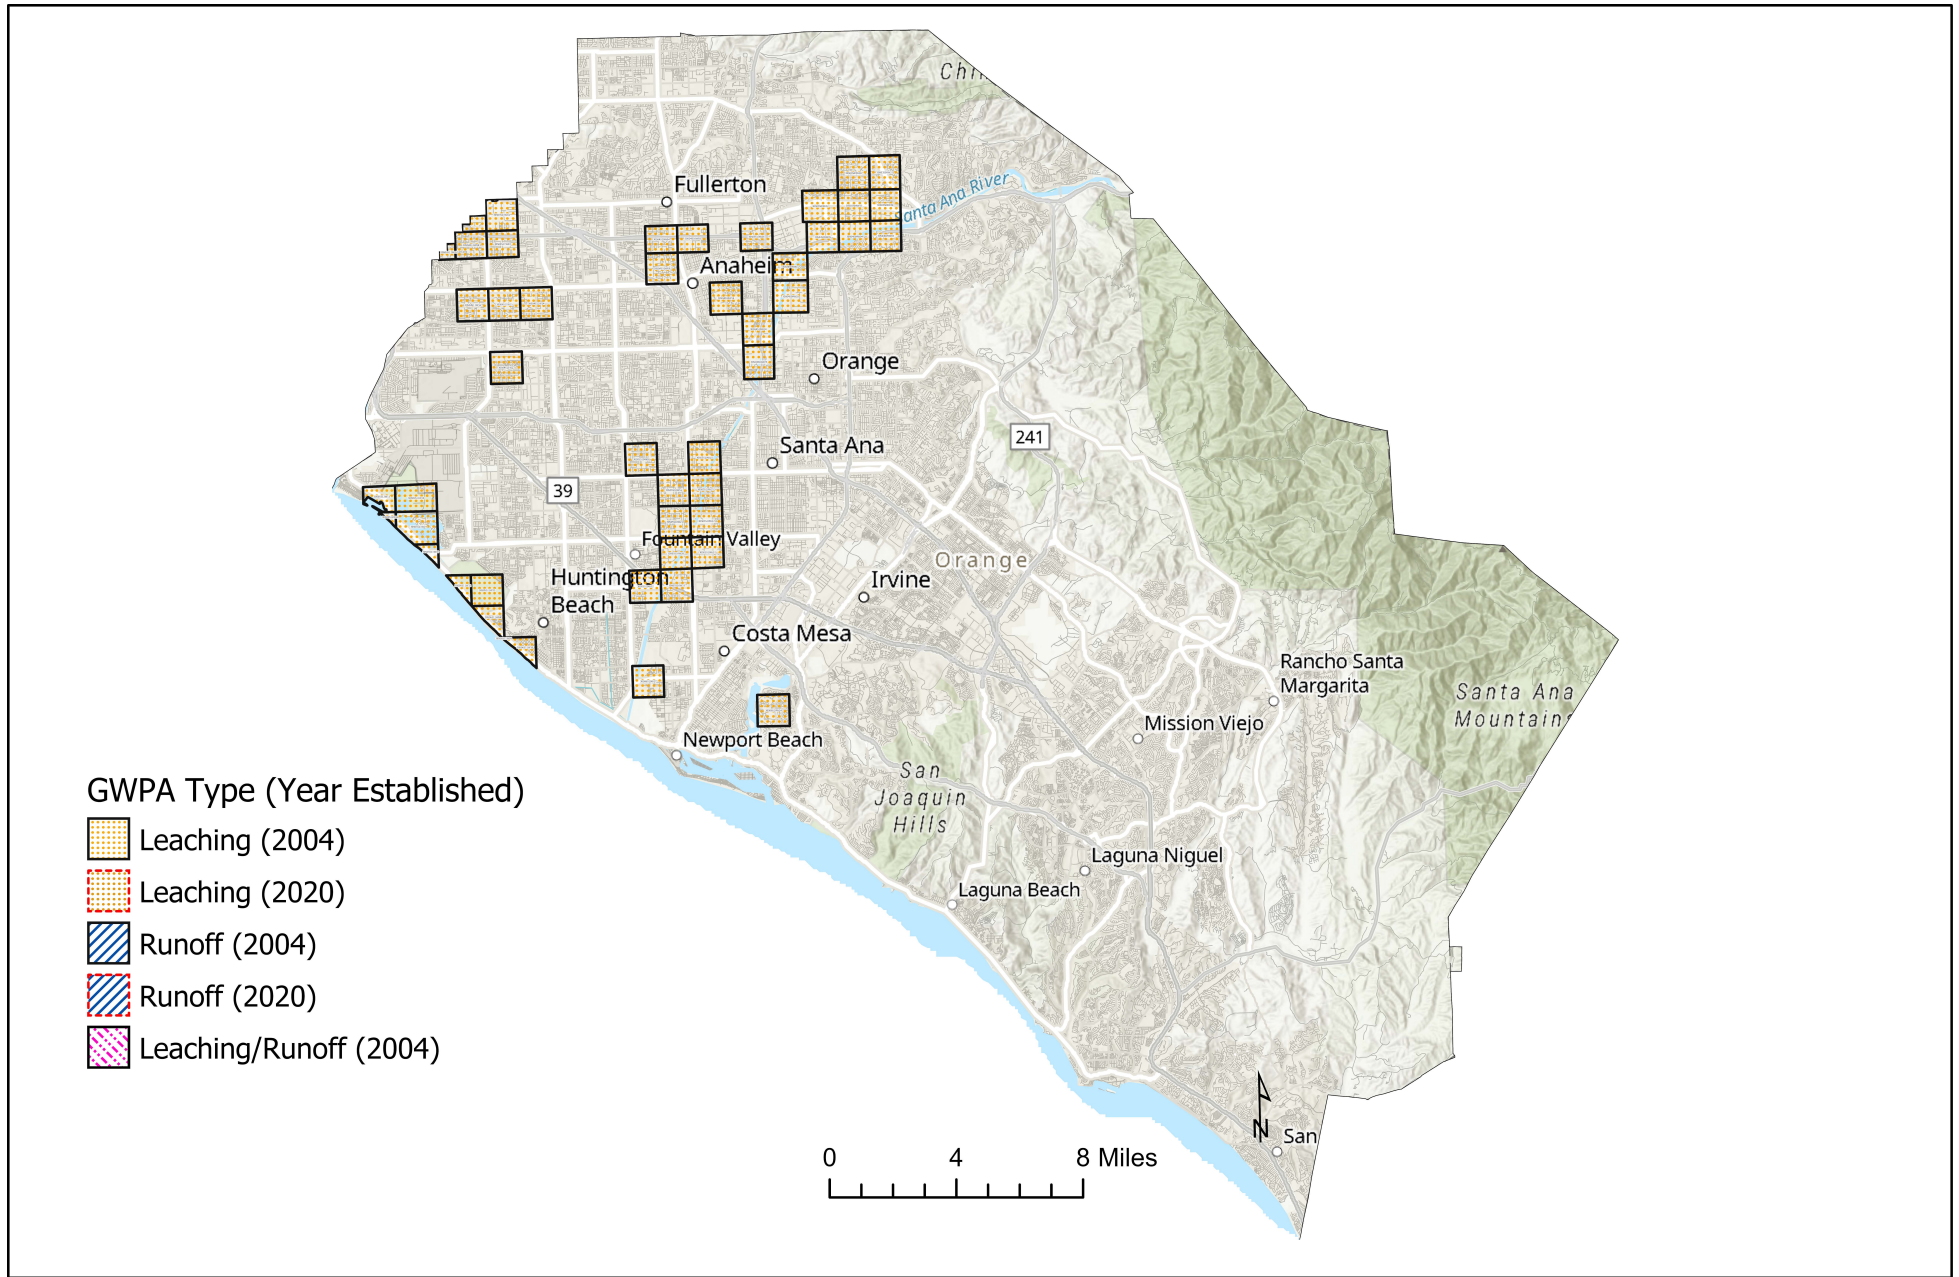 Chin
Fullerton
Santa Ana River
Anaheim
Orange
Santa Ana
241
39
Fountain Valley
Orange
Huntington
Beach
Irvine
Costa Mesa
Rancho Santa
Margarita
Santa Ana
Mountains
Mission Viejo
Newport Beach
San
Joaquin
Hills
GWPA Type (Year Established)
Leaching (2004)
Leaching (2020)
Runoff (2004)
Runoff (2020)
Leaching/Runoff (2004)
Laguna Niguel
Laguna Beach
N
San
0 4 8 Miles